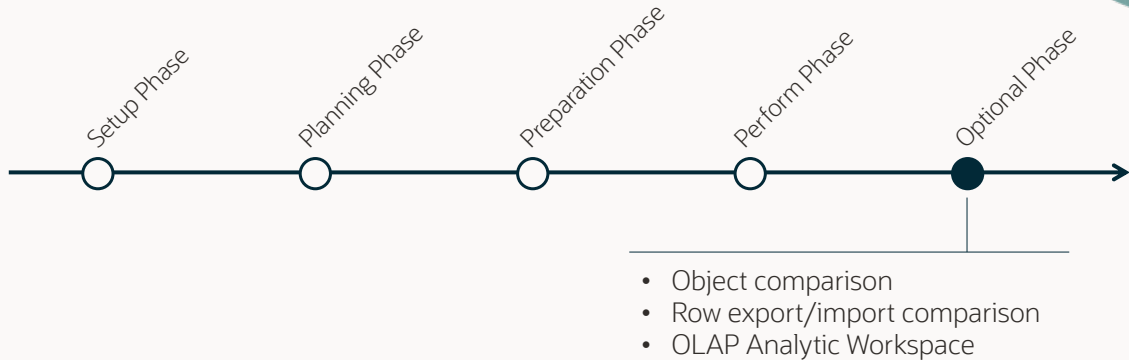 Setup Phase
Planning Phase
Preparation Phase
Perform Phase
Optional Phase
• Object comparison
• Row export/import comparison
• OLAP Analytic Workspace